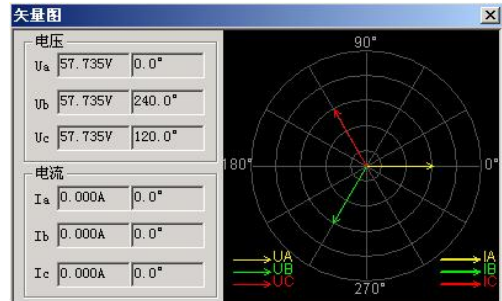 矢量图
电压
Ua 57.735V 0.0°
Ub 57.735V 240.0°
Uc 57.735V 120.0°
电流
Ia 0.000A 0.0°
Ib 0.000A 0.0°
Ic 0.000A 0.0°
90°
180°
0°
270°
UA
UB
UC
IA
IB
IC